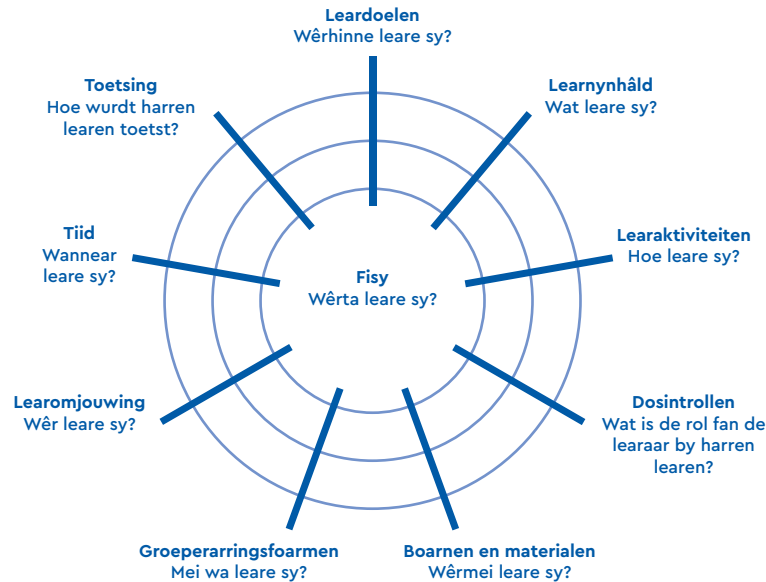 Leardoelen
Wêrhinne leare sy?
Learnynhâld
Wat leare sy?
Learaktiviteiten
Hoe leare sy?
Dosintrollen
Wat is de rol fan de
learaar by harren
learen?
Boarnen en materialen
Wêrmei leare sy?
Groeperarringsfoarmen
Mei wa leare sy?
Learomjouwing
Wêr leare sy?
Tiid
Wannear
leare sy?
Toetsing
Hoe wurdt harren
learen toetst?
Fisy
Wêrta leare sy?